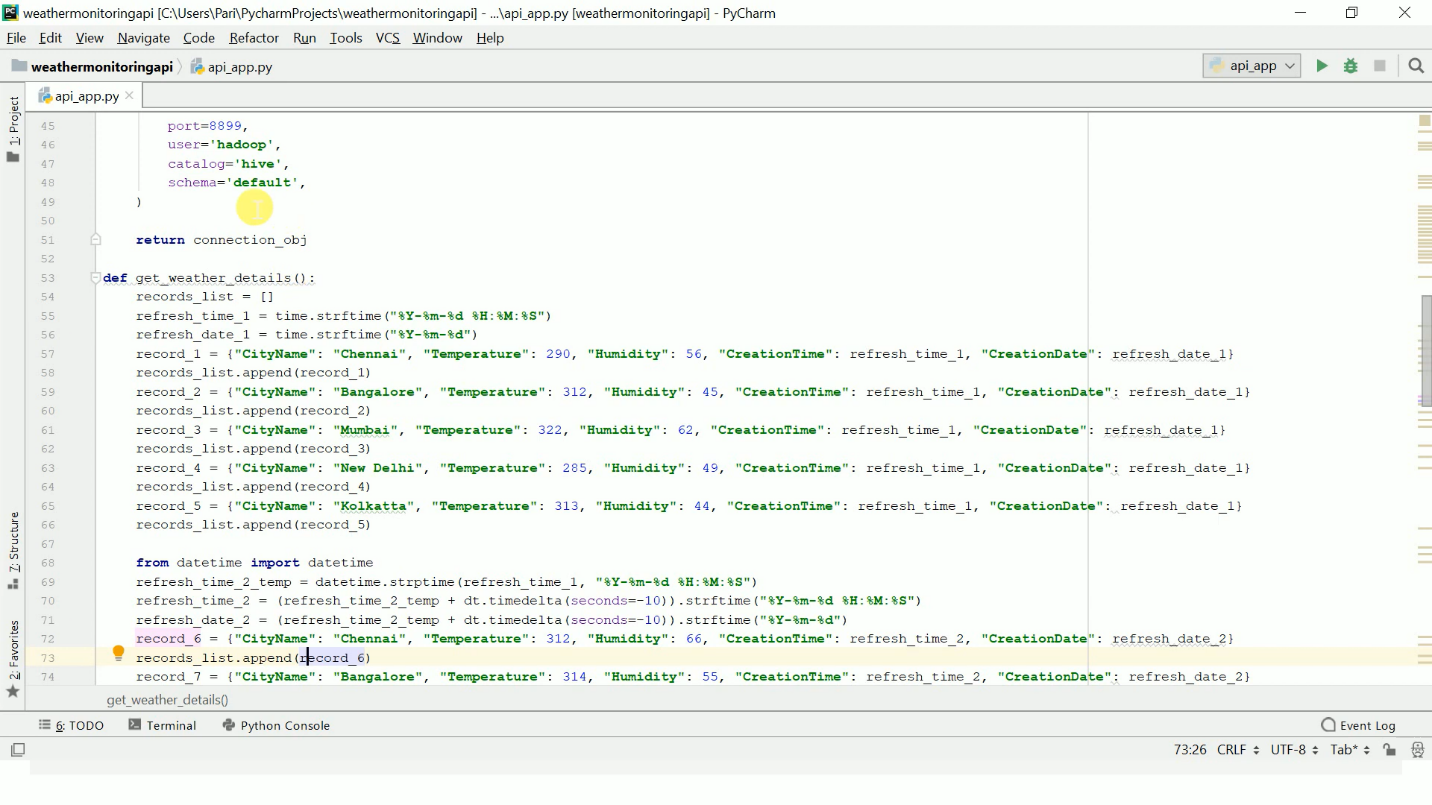 weathermonitoringapi [C:\Users\Pari\PycharmProjects\weathermonitoringapi] - ...\api_app.py [weathermonitoringapi] - PyCharm
File Edit View Navigate Code Refactor Run Tools VCS Window Help
weathermonitoringapi api_app.py api_app
api_app.py
1: Project
7: Structure
2: Favorites
45 port=8899,
46 user='hadoop',
47 catalog='hive',
48 schema='default',
49 )
50
51 return connection_obj
52
53 def get_weather_details():
54 records_list = []
55 refresh_time_1 = time.strftime("%Y-%m-%d %H:%M:%S")
56 refresh_date_1 = time.strftime("%Y-%m-%d")
57 record_1 = {"CityName": "Chennai", "Temperature": 290, "Humidity": 56, "CreationTime": refresh_time_1, "CreationDate": refresh_date_1}
58 records_list.append(record_1)
59 record_2 = {"CityName": "Bangalore", "Temperature": 312, "Humidity": 45, "CreationTime": refresh_time_1, "CreationDate": refresh_date_1}
60 records_list.append(record_2)
61 record_3 = {"CityName": "Mumbai", "Temperature": 322, "Humidity": 62, "CreationTime": refresh_time_1, "CreationDate": refresh_date_1}
62 records_list.append(record_3)
63 record_4 = {"CityName": "New Delhi", "Temperature": 285, "Humidity": 49, "CreationTime": refresh_time_1, "CreationDate": refresh_date_1}
64 records_list.append(record_4)
65 record_5 = {"CityName": "Kolkatta", "Temperature": 313, "Humidity": 44, "CreationTime": refresh_time_1, "CreationDate": refresh_date_1}
66 records_list.append(record_5)
67
68 from datetime import datetime
69 refresh_time_2_temp = datetime.strptime(refresh_time_1, "%Y-%m-%d %H:%M:%S")
70 refresh_time_2 = (refresh_time_2_temp + dt.timedelta(seconds=-10)).strftime("%Y-%m-%d %H:%M:%S")
71 refresh_date_2 = (refresh_time_2_temp + dt.timedelta(seconds=-10)).strftime("%Y-%m-%d")
72 record_6 = {"CityName": "Chennai", "Temperature": 312, "Humidity": 66, "CreationTime": refresh_time_2, "CreationDate": refresh_date_2}
73 records_list.append(record_6)
74 record_7 = {"CityName": "Bangalore", "Temperature": 314, "Humidity": 55, "CreationTime": refresh_time_2, "CreationDate": refresh_date_2}
get_weather_details()
6: TODO Terminal Python Console Event Log
73:26 CRLF UTF-8 Tab*